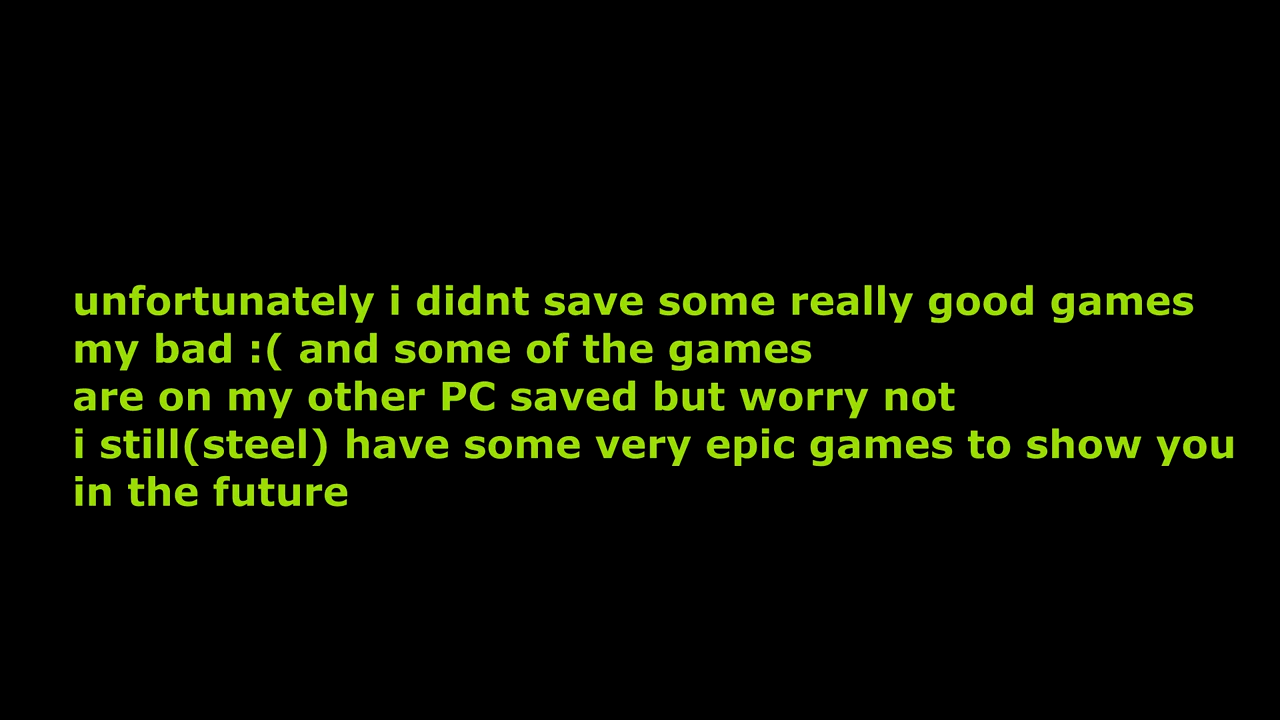 unfortunately i didnt save some really good games
my bad :( and some of the games
are on my other PC saved but worry not
i still(steel) have some very epic games to show you
in the future